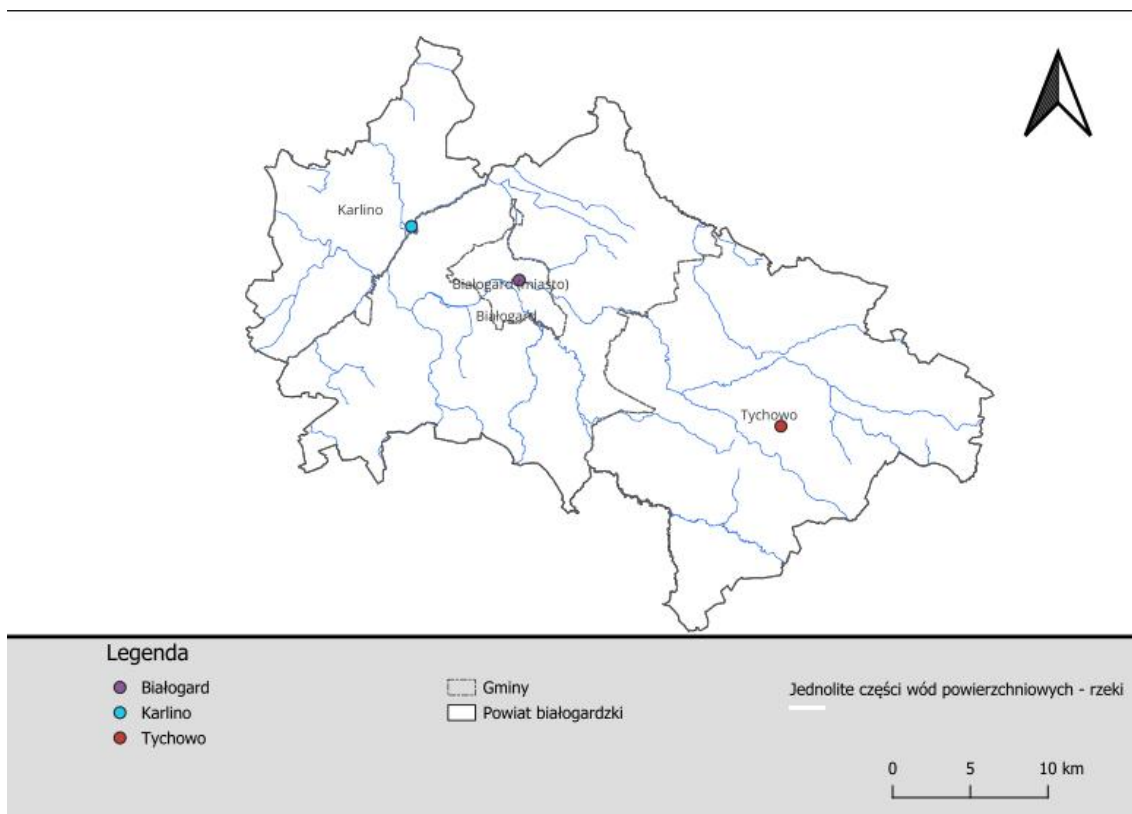 Karlino
Białogard (miasto)
Białogard
Tychowo
Legenda
Białogard
Karlino
Tychowo
Gminy
Powiat białogardzki
Jednolite części wód powierzchniowych - rzeki
0 5 10 km